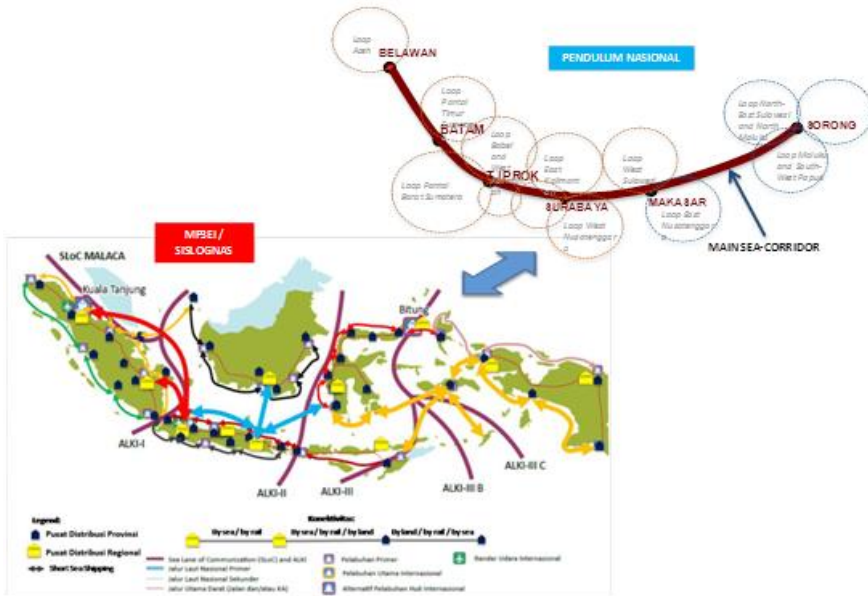 Loop
Aceh
BELAWAN
PENDULUM NASIONAL
Loop
Pantai
Timur
BATAM
Loop
Babel
and
West
Loop
East
Loop
West
Sulawesi
Loop North-
East Sulawesi
and North
Maluku
SORONG
Loop Maluku
and South-
West Papua
Loop Pantai
Barat Sumatera
TJ PROK
SURABAYA
MAKASAR
Loop West
Loop East
MAIN SEA-CORRIDOR
MP3EI /
SISLOGNAS
SLoC MALACA
Kuala Tanjung
Bitung
ALKI-I
ALKI-II
ALKI-III
ALKI-III B
ALKI-III C
Legend:
Pusat Distribusi Provinsi
Pusat Distribusi Regional
Short Sea Shipping
Konektivitas:
By sea / by rail
By sea / by rail / by land
By land / by rail / by sea
Sea Lane of Communication (SLoC) and ALKI
Jalur Laut Nasional Primer
Jalur Laut Nasional Sekunder
Jalur Utama Darat (Jalan dan/atau KA)
Pelabuhan Primer
Pelabuhan Utama Internasional
Alternatif Pelabuhan Hub Internasional
Bandar Udara Internasional